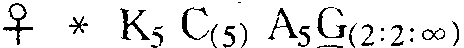 ♀ * K₅ C₍₅₎ A₅ G̲₍₂:₂:∞₎